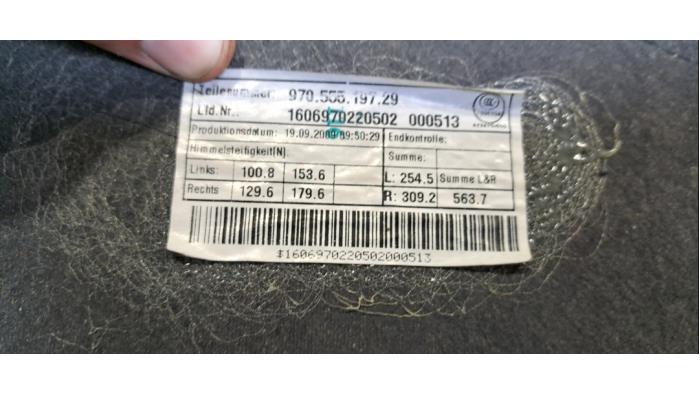 Teilenummer: 970.555.197.29
Lfd.Nr.: 1606970220502 000513
Produktionsdatum: 19.09.2009 09:50:29 Endkontrolle:
Himmelsteifigkeit[N]: Summe:
Links: 100.8 153.6 L: 254.5 Summe L&R
Rechts 129.6 179.6 R: 309.2 563.7
‡1606970220502000513